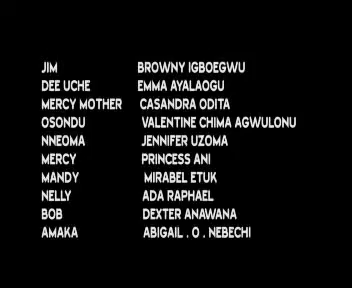 JIM BROWNY IGBOEGWU
DEE UCHE EMMA AYALAOGU
MERCY MOTHER CASANDRA ODITA
OSONDU VALENTINE CHIMA AGWULONU
NNEOMA JENNIFER UZOMA
MERCY PRINCESS ANI
MANDY MIRABEL ETUK
NELLY ADA RAPHAEL
BOB DEXTER ANAWANA
AMAKA ABIGAIL . O . NEBECHI